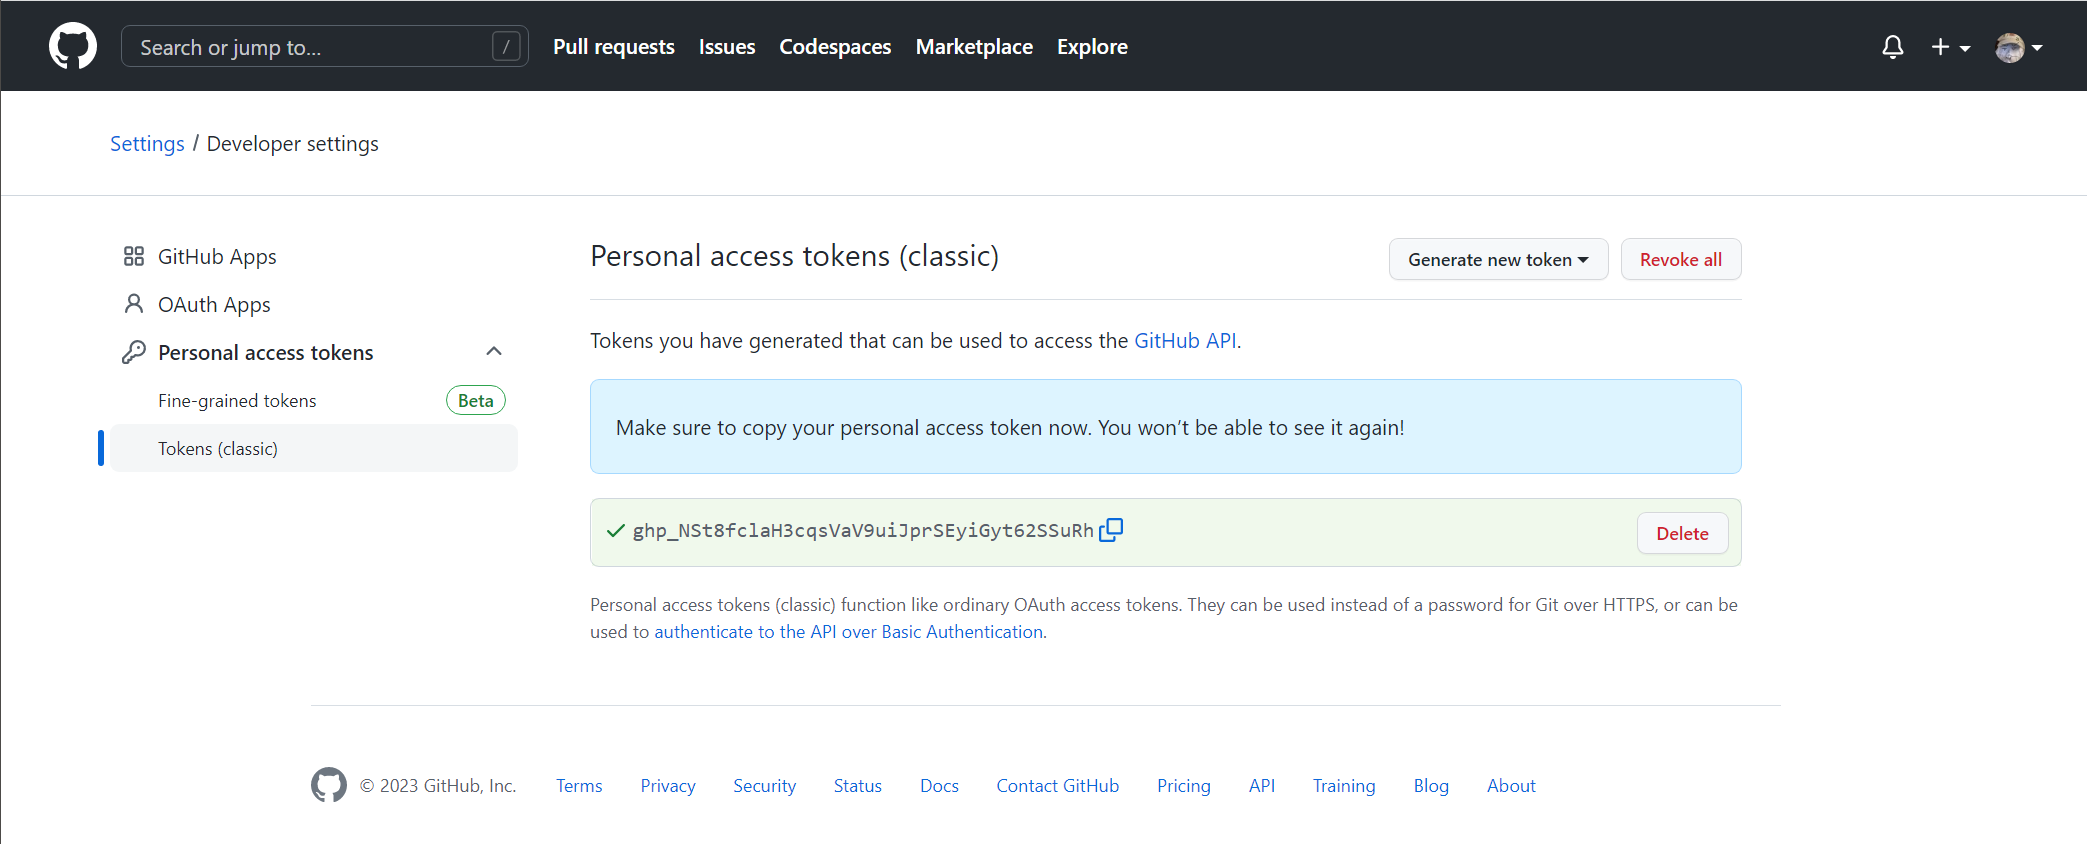 Search or jump to... /
Pull requests Issues Codespaces Marketplace Explore
Settings / Developer settings
GitHub Apps
OAuth Apps
Personal access tokens
Fine-grained tokens Beta
Tokens (classic)
Personal access tokens (classic)
Generate new token
Revoke all
Tokens you have generated that can be used to access the GitHub API.
Make sure to copy your personal access token now. You won’t be able to see it again!
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
Delete
Personal access tokens (classic) function like ordinary OAuth access tokens. They can be used instead of a password for Git over HTTPS, or can be
used to authenticate to the API over Basic Authentication.
© 2023 GitHub, Inc. Terms Privacy Security Status Docs Contact GitHub Pricing API Training Blog About